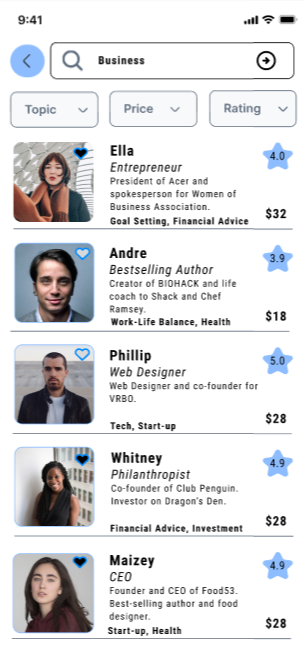 9:41
Business
Topic
Price
Rating
Ella
4.0
Entrepreneur
President of Acer and
spokesperson for Women of
Business Association.
$32
Goal Setting, Financial Advice
Andre
3.9
Bestselling Author
Creator of BIOHACK and life
coach to Shack and Chef
Ramsey.
$18
Work-Life Balance, Health
Phillip
5.0
Web Designer
Web Designer and co-founder for
VRBO.
$28
Tech, Start-up
Whitney
4.9
Philanthropist
Co-founder of Club Penguin.
Investor on Dragon's Den.
$28
Financial Advice, Investment
Maizey
4.9
CEO
Founder and CEO of Food53.
Best-selling author and food
designer.
$28
Start-up, Health